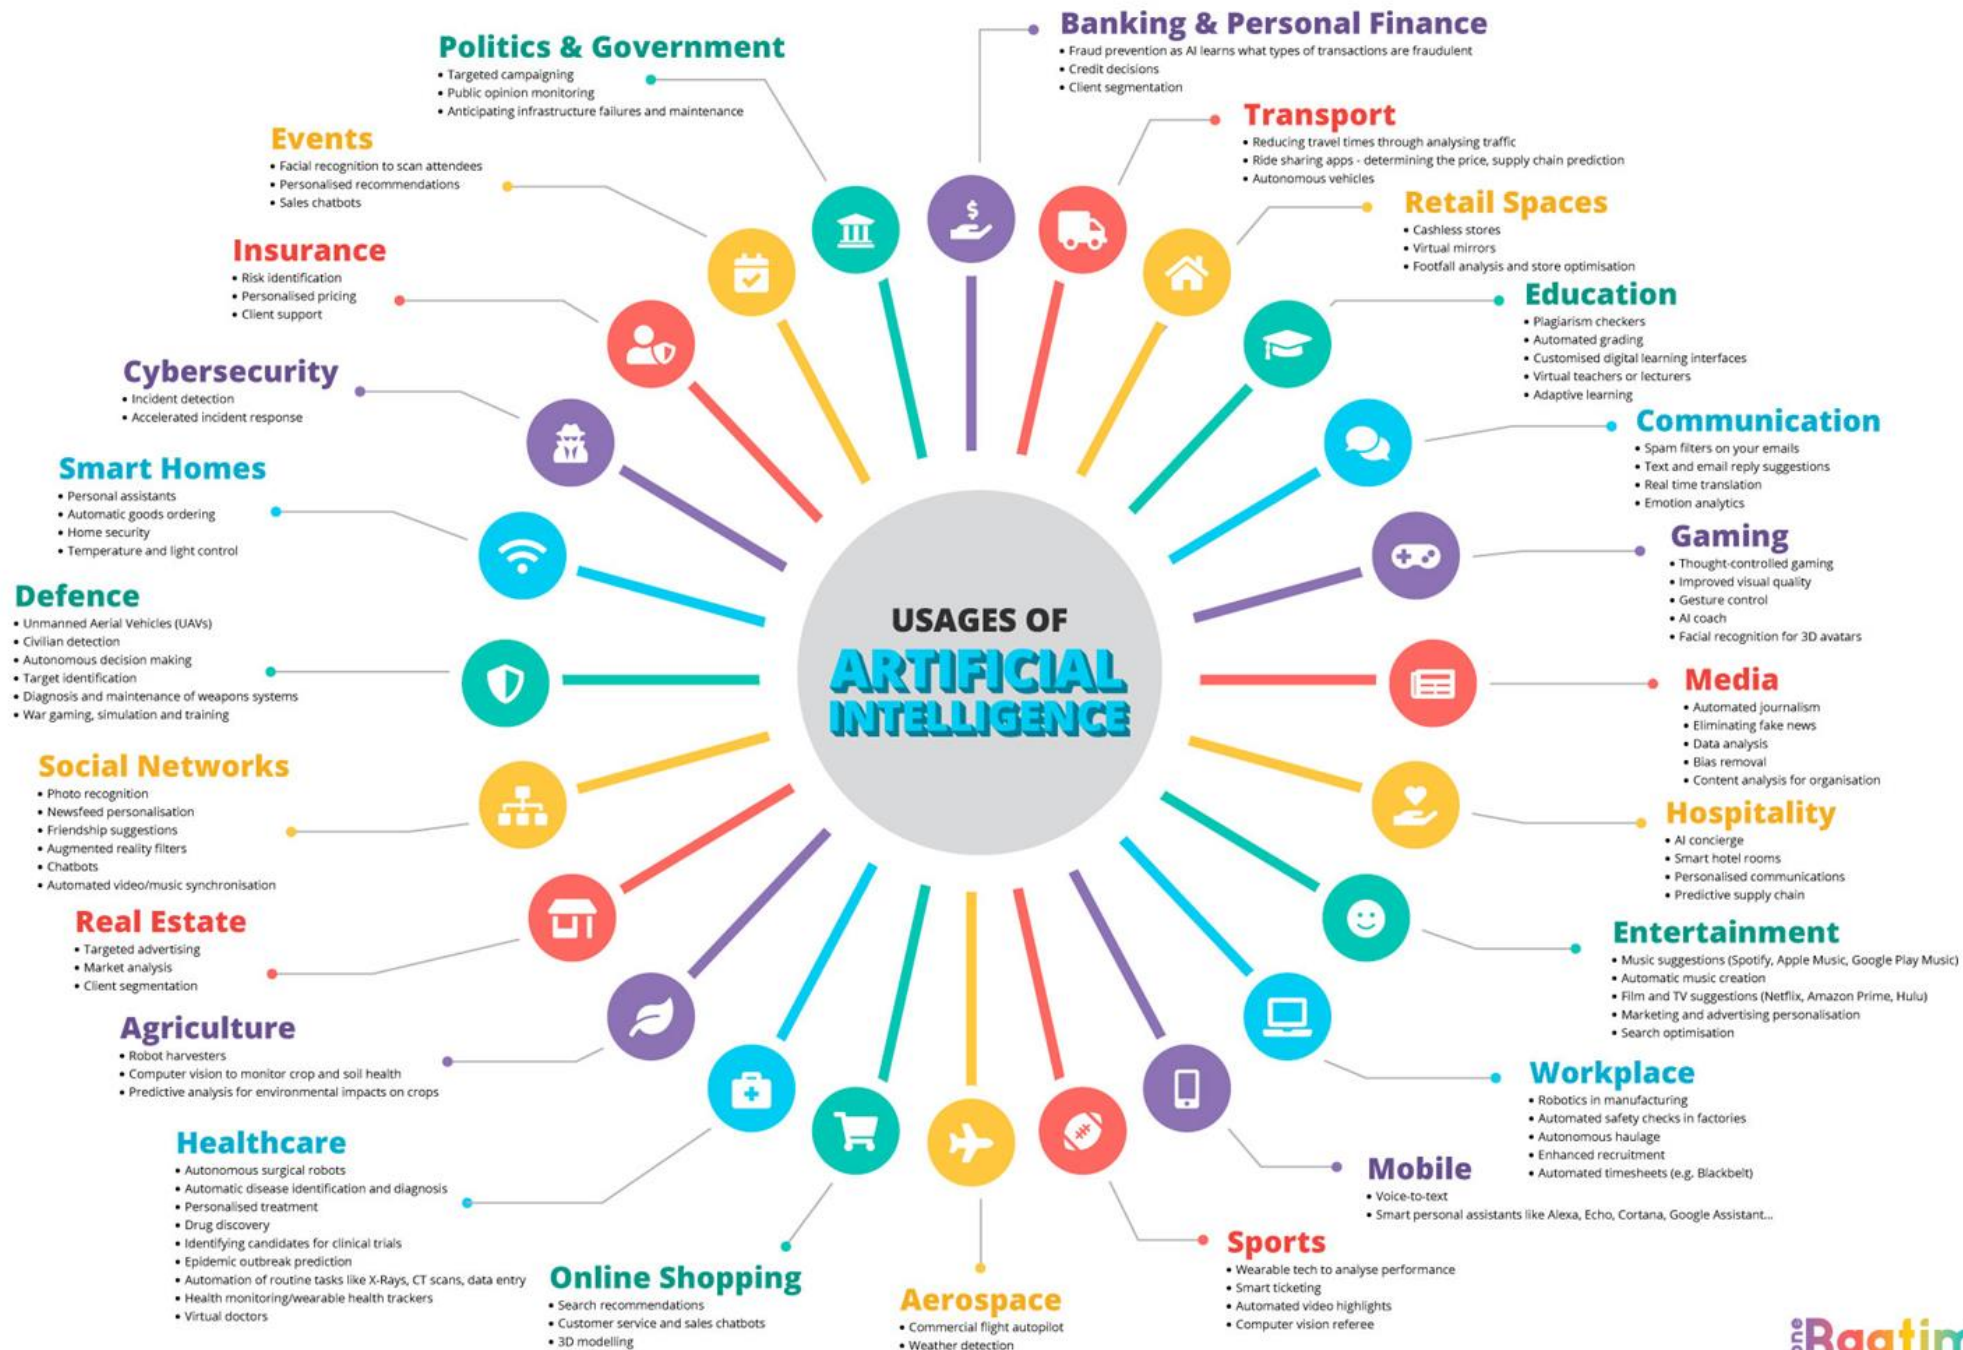 USAGES OF
ARTIFICIAL
INTELLIGENCE
Banking & Personal Finance
• Fraud prevention as AI learns what types of transactions are fraudulent
• Credit decisions
• Client segmentation
Transport
• Reducing travel times through analysing traffic
• Ride sharing apps - determining the price, supply chain prediction
• Autonomous vehicles
Retail Spaces
• Cashless stores
• Virtual mirrors
• Footfall analysis and store optimisation
Education
• Plagiarism checkers
• Automated grading
• Customised digital learning interfaces
• Virtual teachers or lecturers
• Adaptive learning
Communication
• Spam filters on your emails
• Text and email reply suggestions
• Real time translation
• Emotion analytics
Gaming
• Thought-controlled gaming
• Improved visual quality
• Gesture control
• AI coach
• Facial recognition for 3D avatars
Media
• Automated journalism
• Eliminating fake news
• Data analysis
• Bias removal
• Content analysis for organisation
Hospitality
• AI concierge
• Smart hotel rooms
• Personalised communications
• Predictive supply chain
Entertainment
• Music suggestions (Spotify, Apple Music, Google Play Music)
• Automatic music creation
• Film and TV suggestions (Netflix, Amazon Prime, Hulu)
• Marketing and advertising personalisation
• Search optimisation
Workplace
• Robotics in manufacturing
• Automated safety checks in factories
• Autonomous haulage
• Enhanced recruitment
• Automated timesheets (e.g. Blackbelt)
Mobile
• Voice-to-text
• Smart personal assistants like Alexa, Echo, Cortana, Google Assistant...
Sports
• Wearable tech to analyse performance
• Smart ticketing
• Automated video highlights
• Computer vision referee
Aerospace
• Commercial flight autopilot
• Weather detection
Online Shopping
• Search recommendations
• Customer service and sales chatbots
• 3D modelling
Healthcare
• Autonomous surgical robots
• Automatic disease identification and diagnosis
• Personalised treatment
• Drug discovery
• Identifying candidates for clinical trials
• Epidemic outbreak prediction
• Automation of routine tasks like X-Rays, CT scans, data entry
• Health monitoring/wearable health trackers
• Virtual doctors
Agriculture
• Robot harvesters
• Computer vision to monitor crop and soil health
• Predictive analysis for environmental impacts on crops
Real Estate
• Targeted advertising
• Market analysis
• Client segmentation
Social Networks
• Photo recognition
• Newsfeed personalisation
• Friendship suggestions
• Augmented reality filters
• Chatbots
• Automated video/music synchronisation
Defence
• Unmanned Aerial Vehicles (UAVs)
• Civilian detection
• Autonomous decision making
• Target identification
• Diagnosis and maintenance of weapons systems
• War gaming, simulation and training
Smart Homes
• Personal assistants
• Automatic goods ordering
• Home security
• Temperature and light control
Cybersecurity
• Incident detection
• Accelerated incident response
Insurance
• Risk identification
• Personalised pricing
• Client support
Events
• Facial recognition to scan attendees
• Personalised recommendations
• Sales chatbots
Politics & Government
• Targeted campaigning
• Public opinion monitoring
• Anticipating infrastructure failures and maintenance